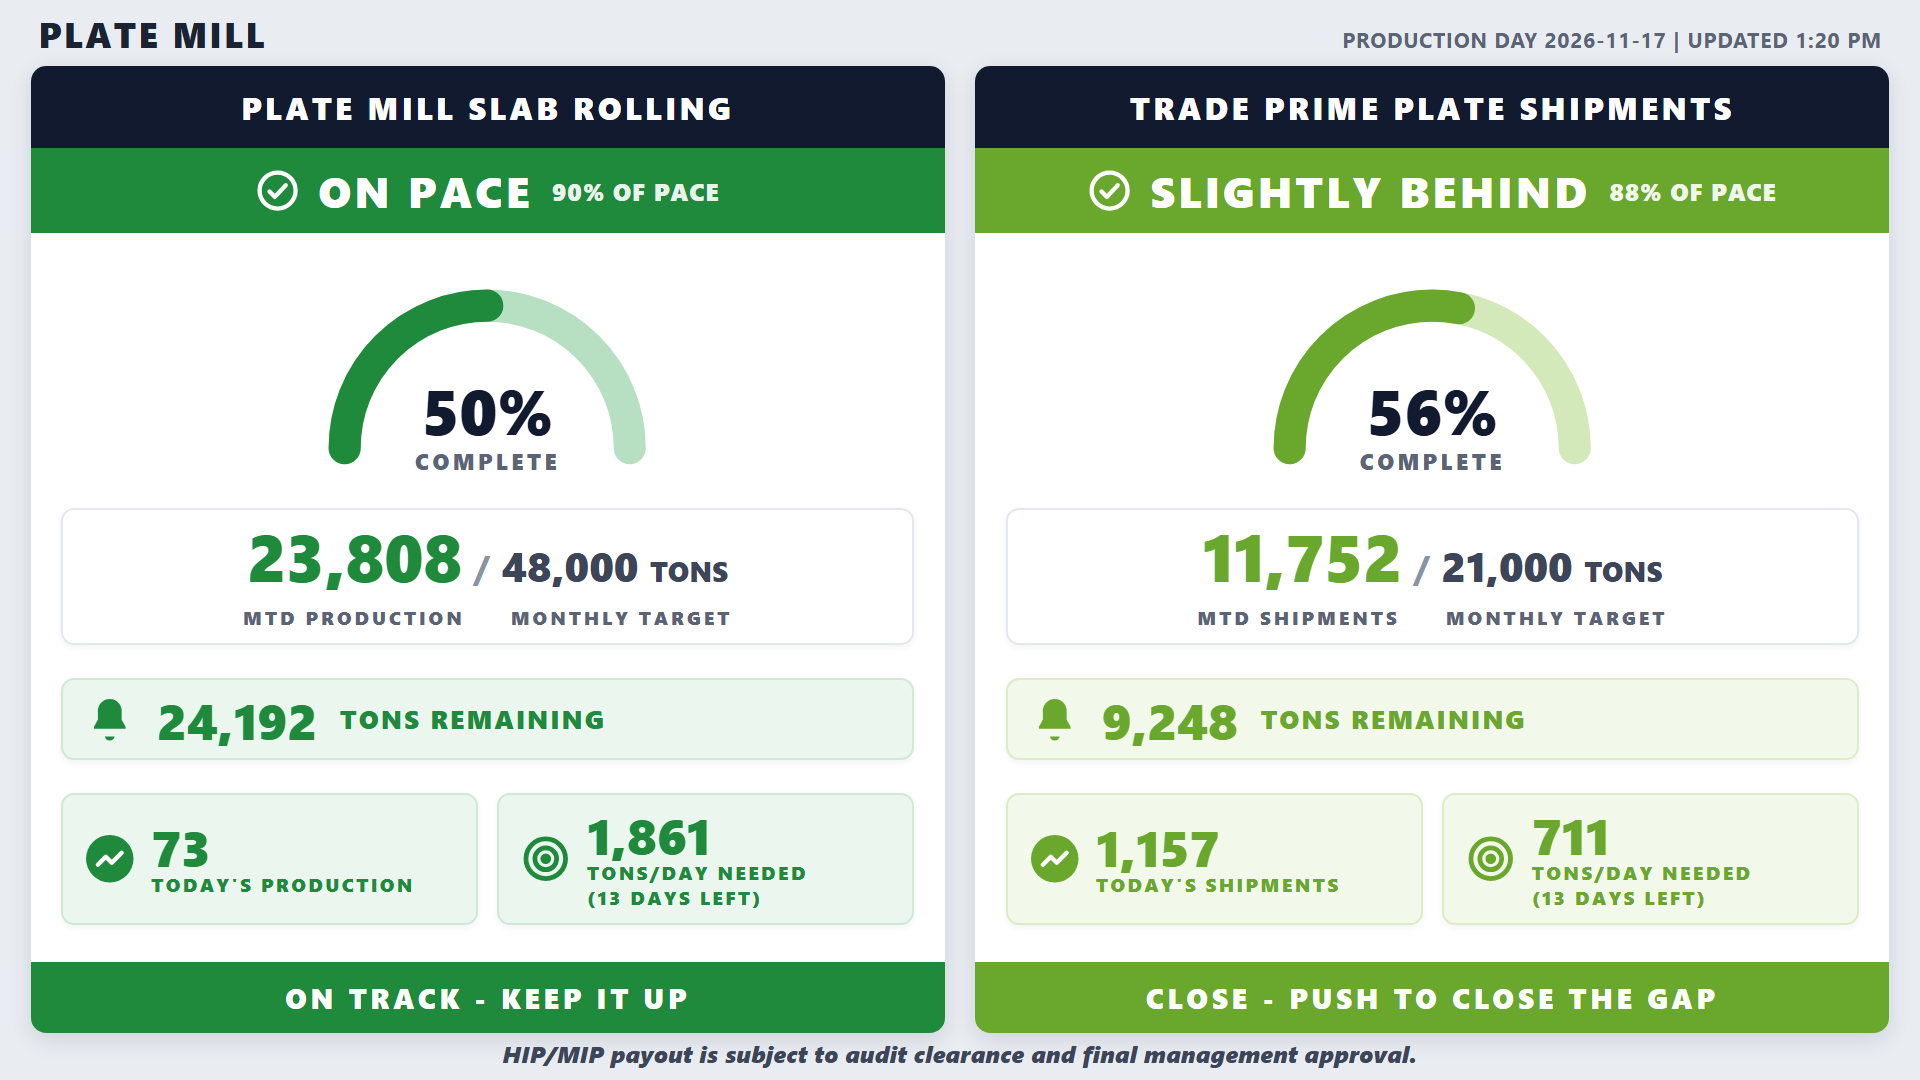 PLATE MILL
PRODUCTION DAY 2026-11-17 | UPDATED 1:20 PM
PLATE MILL SLAB ROLLING
ON PACE 90% OF PACE
50%
COMPLETE
23,808 / 48,000 TONS
MTD PRODUCTION MONTHLY TARGET
24,192 TONS REMAINING
73
TODAY'S PRODUCTION
1,861
TONS/DAY NEEDED
(13 DAYS LEFT)
ON TRACK - KEEP IT UP
TRADE PRIME PLATE SHIPMENTS
SLIGHTLY BEHIND 88% OF PACE
56%
COMPLETE
11,752 / 21,000 TONS
MTD SHIPMENTS MONTHLY TARGET
9,248 TONS REMAINING
1,157
TODAY'S SHIPMENTS
711
TONS/DAY NEEDED
(13 DAYS LEFT)
CLOSE - PUSH TO CLOSE THE GAP
HIP/MIP payout is subject to audit clearance and final management approval.